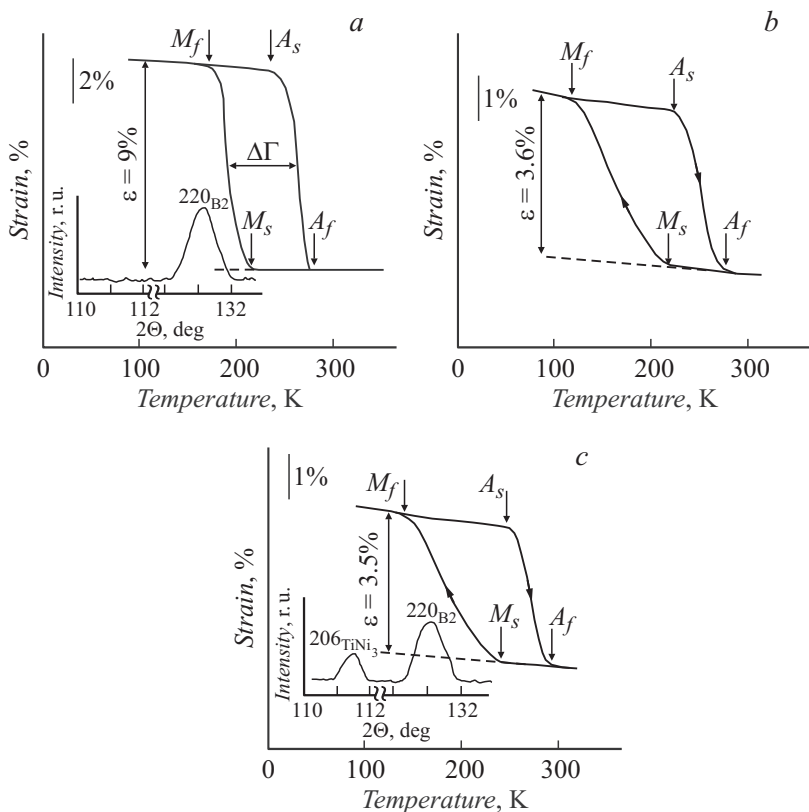 a
M_f
A_s
2%
Strain, %
ε = 9%
ΔΓ
220_B2
M_s
A_f
Intensity, r.u.
110
112
132
2Θ, deg
0
100
200
300
Temperature, K
b
M_f
A_s
1%
Strain, %
ε = 3.6%
M_s
A_f
0
100
200
300
Temperature, K
c
1%
M_f
A_s
Strain, %
ε = 3.5%
220_B2
206_TiNi3
M_s
A_f
Intensity, r.u.
110
112
132
2Θ, deg
0
100
200
300
Temperature, K